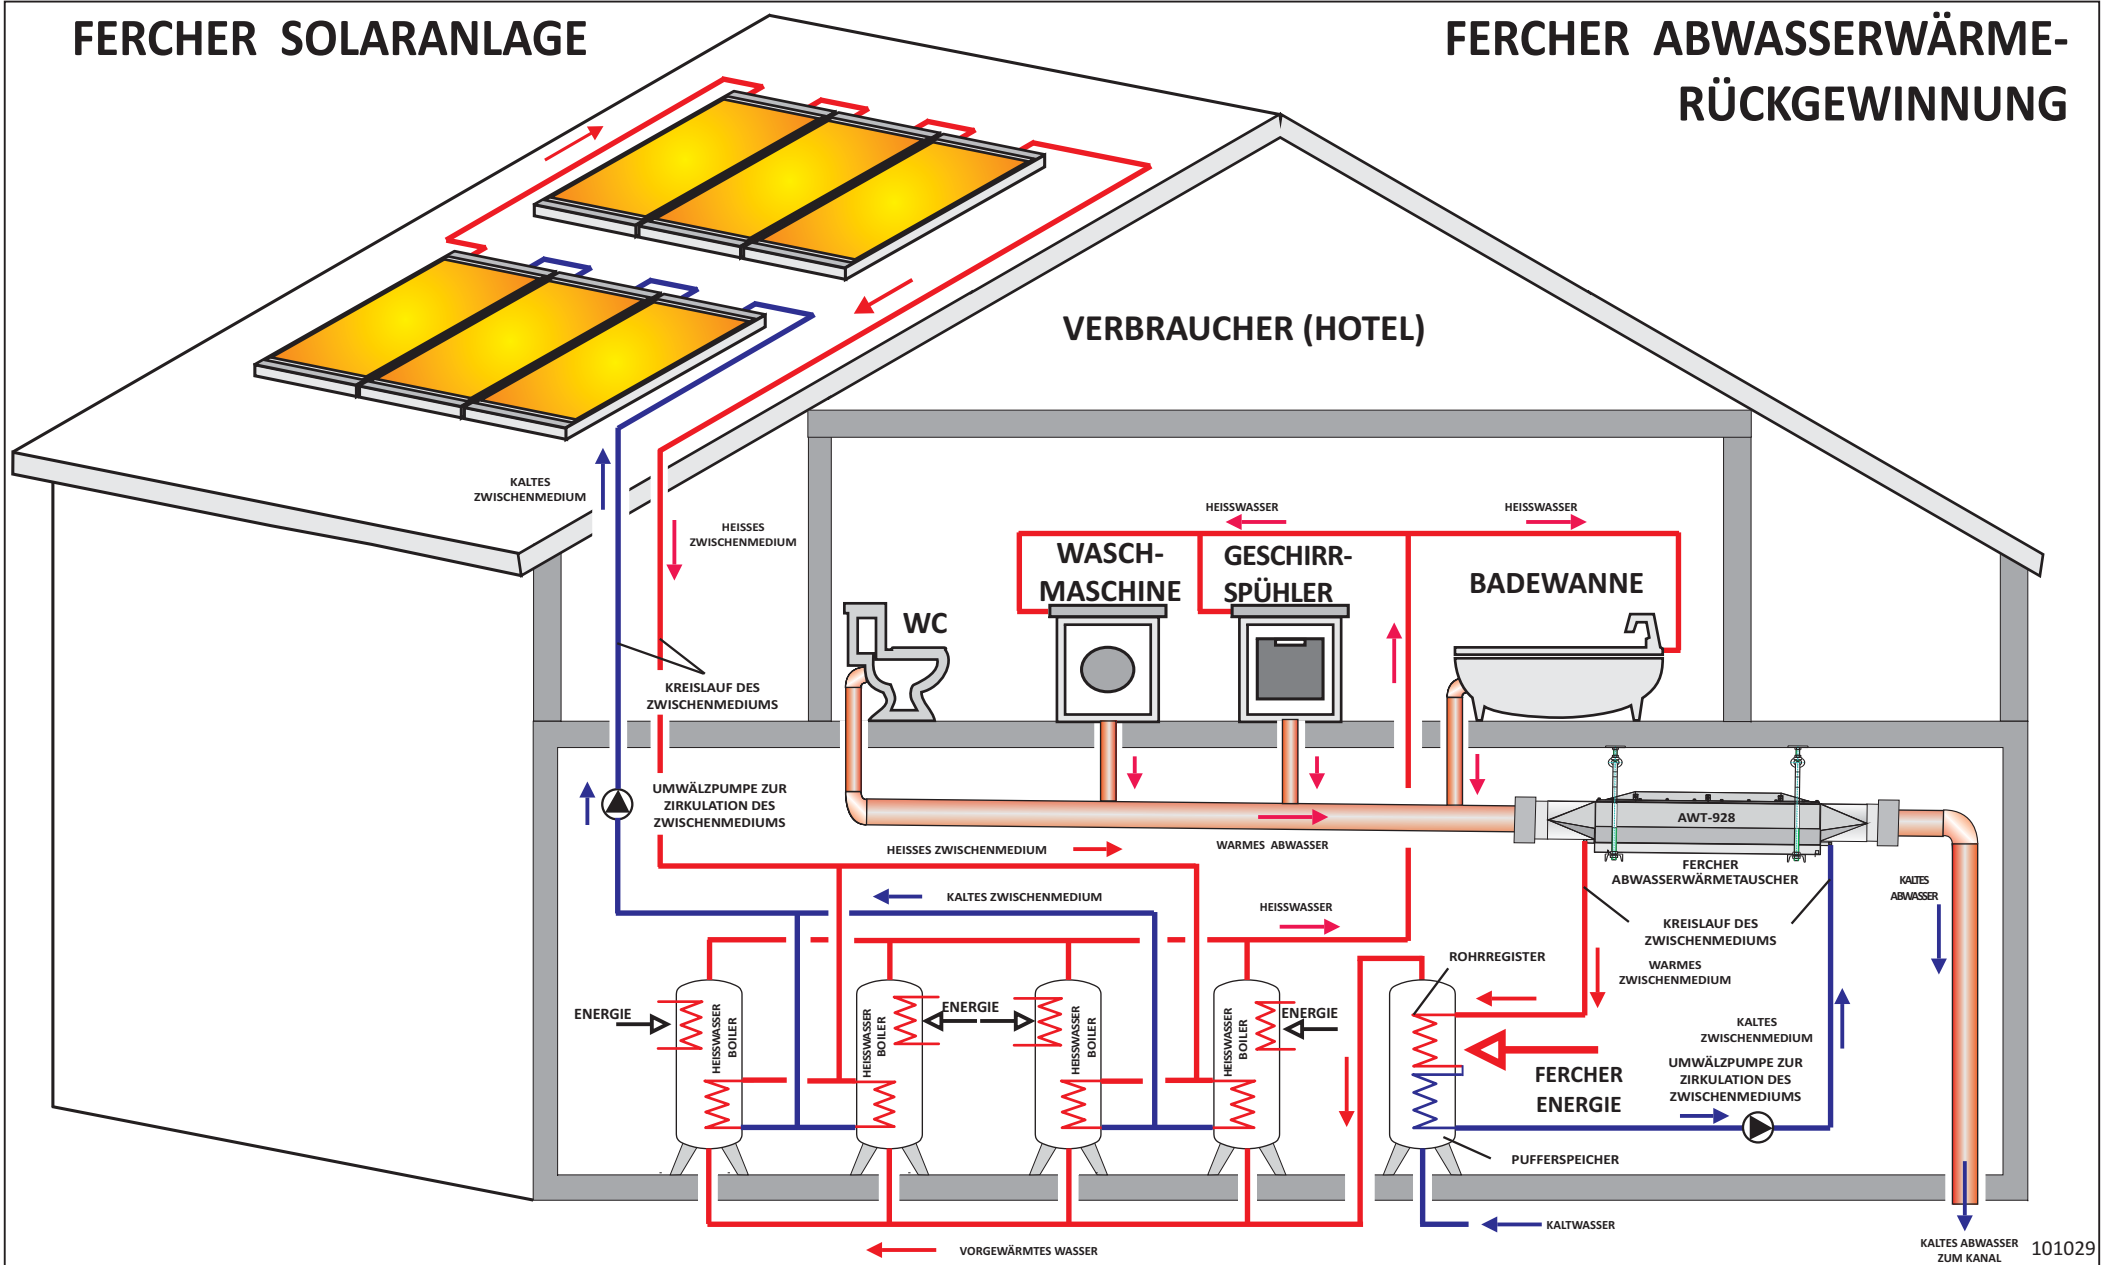 FERCHER SOLARANLAGE
FERCHER ABWASSERWÄRME-
RÜCKGEWINNUNG
VERBRAUCHER (HOTEL)
KALTES
ZWISCHENMEDIUM
HEISSES
ZWISCHENMEDIUM
HEISSWASSER
HEISSWASSER
WASCH-
MASCHINE
GESCHIRR-
SPÜHLER
BADEWANNE
WC
KREISLAUF DES
ZWISCHENMEDIUMS
UMWÄLZPUMPE ZUR
ZIRKULATION DES
ZWISCHENMEDIUMS
AWT-928
HEISSES ZWISCHENMEDIUM
WARMES ABWASSER
FERCHER
ABWASSERWÄRMETAUSCHER
KALTES
ABWASSER
KALTES ZWISCHENMEDIUM
HEISSWASSER
KREISLAUF DES
ZWISCHENMEDIUMS
ROHRREGISTER
WARMES
ZWISCHENMEDIUM
ENERGIE
HEISSWASSER
BOILER
HEISSWASSER
BOILER
ENERGIE
HEISSWASSER
BOILER
HEISSWASSER
BOILER
ENERGIE
KALTES
ZWISCHENMEDIUM
FERCHER
ENERGIE
UMWÄLZPUMPE ZUR
ZIRKULATION DES
ZWISCHENMEDIUMS
PUFFERSPEICHER
KALTWASSER
VORGEWÄRMTES WASSER
KALTES ABWASSER
ZUM KANAL
101029